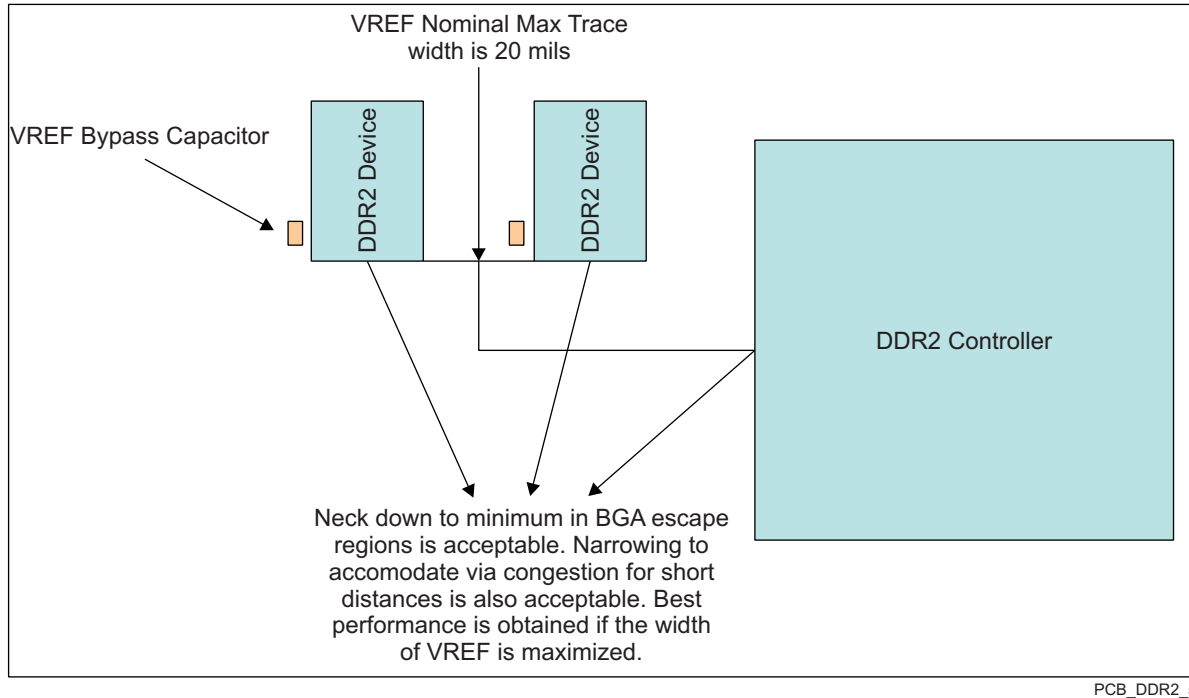 VREF Nominal Max Trace
width is 20 mils
VREF Bypass Capacitor
DDR2 Device
DDR2 Device
DDR2 Controller
Neck down to minimum in BGA escape
regions is acceptable. Narrowing to
accomodate via congestion for short
distances is also acceptable. Best
performance is obtained if the width
of VREF is maximized.
PCB_DDR2_